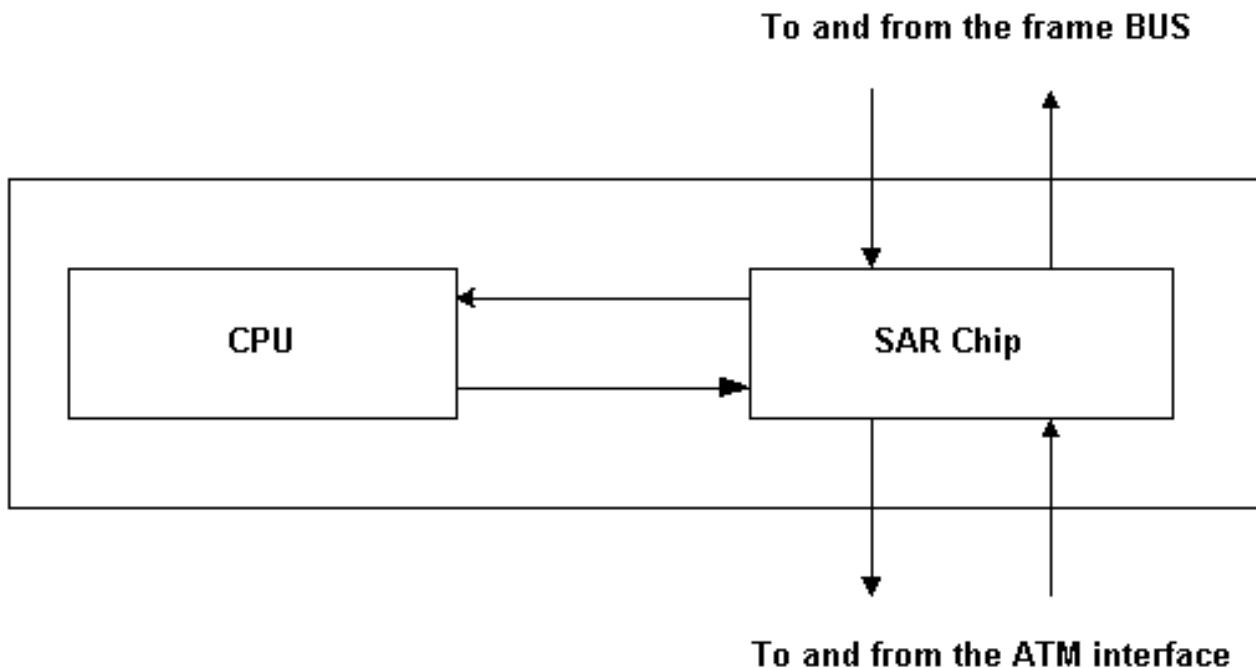 To and from the frame BUS
CPU
SAR Chip
To and from the ATM interface